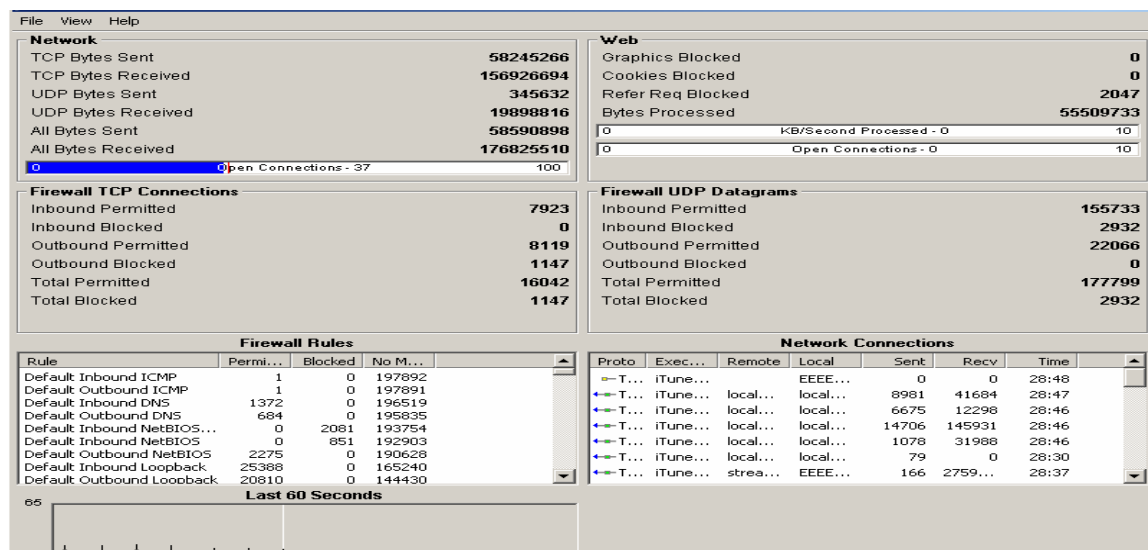 File View Help
Network
TCP Bytes Sent 58245266
TCP Bytes Received 156926694
UDP Bytes Sent 345632
UDP Bytes Received 19898816
All Bytes Sent 58590898
All Bytes Received 176825510
0 Open Connections - 37 100
Web
Graphics Blocked 0
Cookies Blocked 0
Refer Req Blocked 2047
Bytes Processed 55509733
0 KB/Second Processed - 0 10
0 Open Connections - 0 10
Firewall TCP Connections
Inbound Permitted 7923
Inbound Blocked 0
Outbound Permitted 8119
Outbound Blocked 1147
Total Permitted 16042
Total Blocked 1147
Firewall UDP Datagrams
Inbound Permitted 155733
Inbound Blocked 2932
Outbound Permitted 22066
Outbound Blocked 0
Total Permitted 177799
Total Blocked 2932
Firewall Rules
Rule Permi... Blocked No M...
Default Inbound ICMP 1 0 197892
Default Outbound ICMP 1 0 197891
Default Inbound DNS 1372 0 196519
Default Outbound DNS 684 0 195835
Default Inbound NetBIOS... 0 2081 193754
Default Inbound NetBIOS 0 851 192903
Default Outbound NetBIOS 2275 0 190628
Default Inbound Loopback 25388 0 165240
Default Outbound Loopback 20810 0 144430
Network Connections
Proto Exec... Remote Local Sent Recv Time
T... iTune... EEEE... 0 0 28:48
T... iTune... local... local... 8981 41684 28:47
T... iTune... local... local... 6675 12298 28:46
T... iTune... local... local... 14706 145931 28:46
T... iTune... local... local... 1078 31988 28:46
T... iTune... local... local... 79 0 28:30
T... iTune... strea... EEEE... 166 2759... 28:37
Last 60 Seconds
65